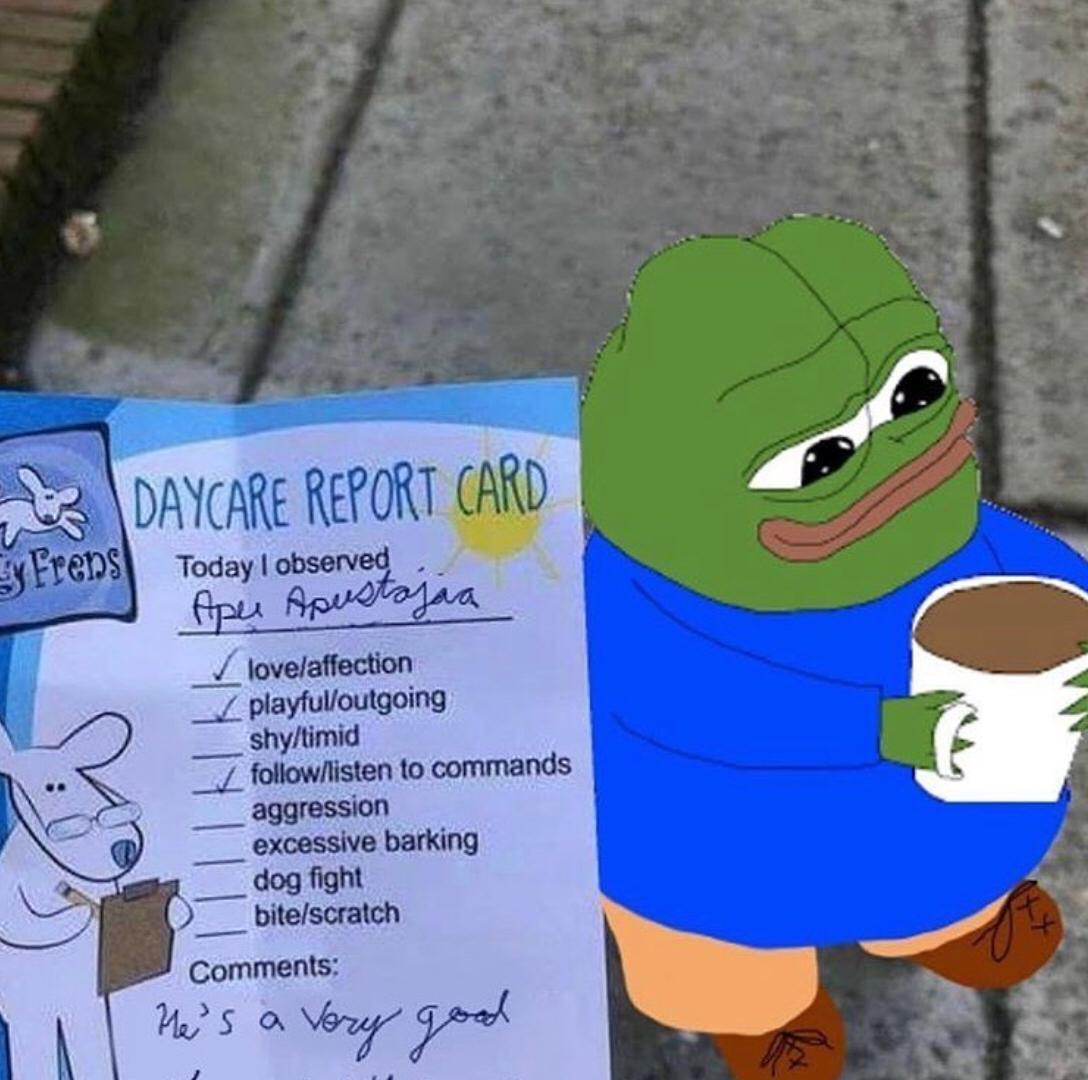 DAYCARE REPORT CARD
Frens
Today I observed
Apu Apustajaa
✓ love/affection
✓ playful/outgoing
shy/timid
✓ follow/listen to commands
aggression
excessive barking
dog fight
bite/scratch
Comments:
He's a very good